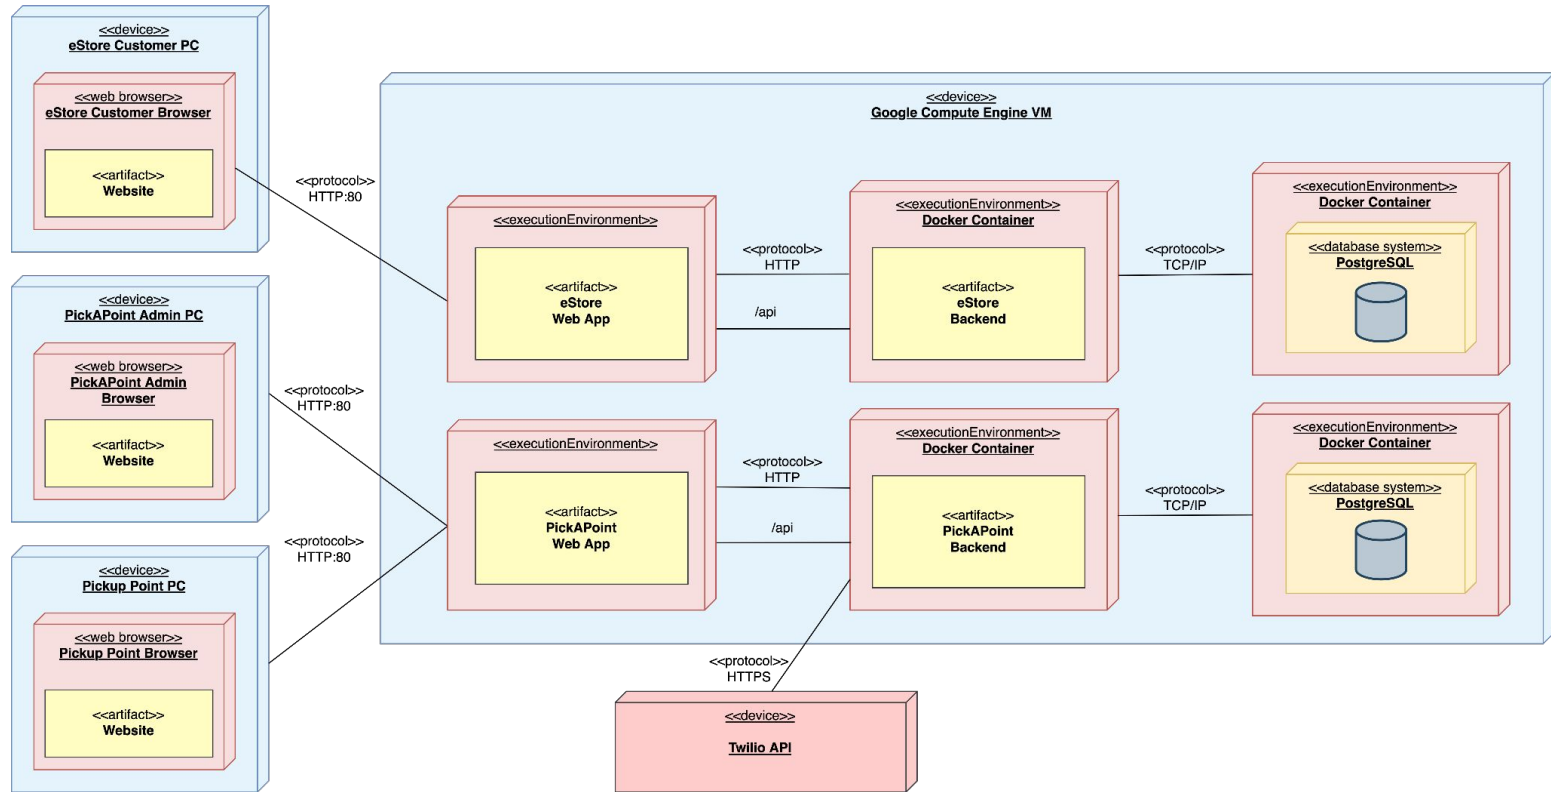 <<device>>
eStore Customer PC
<<web browser>>
eStore Customer Browser
<<artifact>>
Website
<<protocol>>
HTTP:80
<<device>>
PickAPoint Admin PC
<<web browser>>
PickAPoint Admin
Browser
<<artifact>>
Website
<<protocol>>
HTTP:80
<<device>>
Pickup Point PC
<<web browser>>
Pickup Point Browser
<<artifact>>
Website
<<protocol>>
HTTP:80
<<device>>
Google Compute Engine VM
<<executionEnvironment>>
<<artifact>>
eStore
Web App
<<protocol>>
HTTP
/api
<<executionEnvironment>>
Docker Container
<<artifact>>
eStore
Backend
<<protocol>>
TCP/IP
<<executionEnvironment>>
Docker Container
<<database system>>
PostgreSQL
<<executionEnvironment>>
<<artifact>>
PickAPoint
Web App
<<protocol>>
HTTP
/api
<<executionEnvironment>>
Docker Container
<<artifact>>
PickAPoint
Backend
<<protocol>>
TCP/IP
<<executionEnvironment>>
Docker Container
<<database system>>
PostgreSQL
<<protocol>>
HTTPS
<<device>>
Twilio API